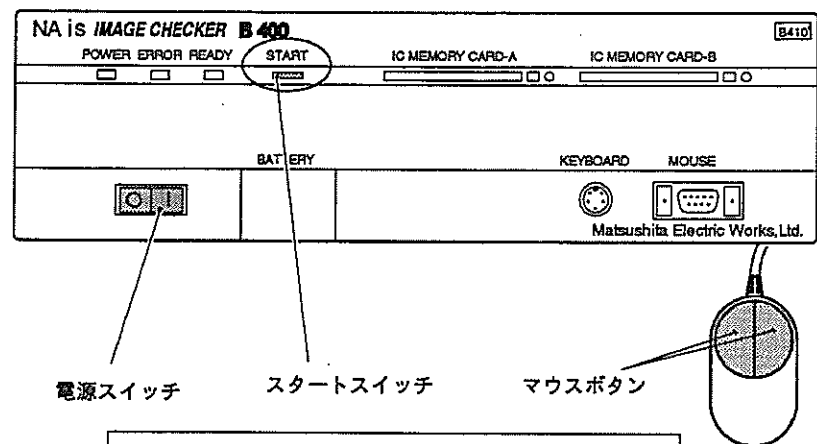 NAiS IMAGE CHECKER B 400
B410
POWER ERROR READY START IC MEMORY CARD-A IC MEMORY CARD-B
BATTERY KEYBOARD MOUSE
O I
Matsushita Electric Works,Ltd.
電源スイッチ スタートスイッチ マウスボタン